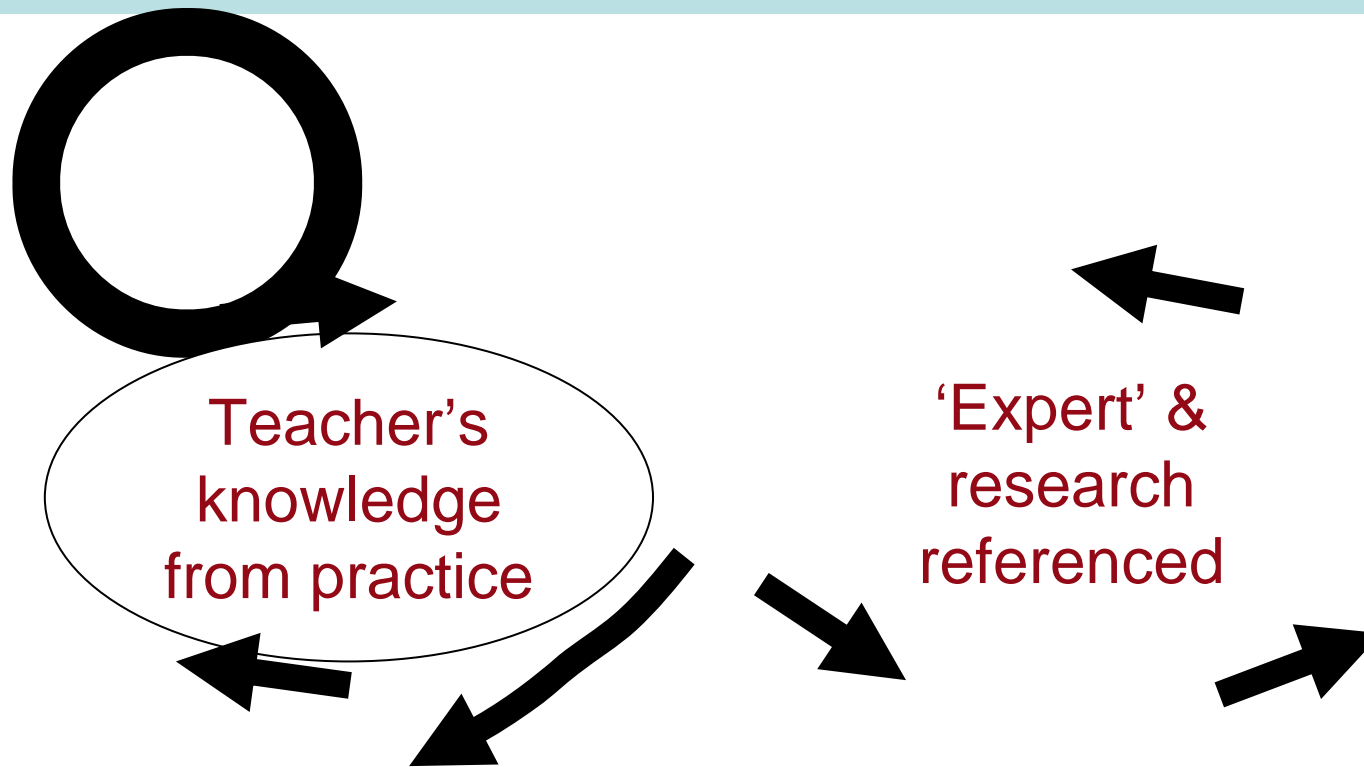 Teacher’s
knowledge
from practice
‘Expert’ &
research
referenced